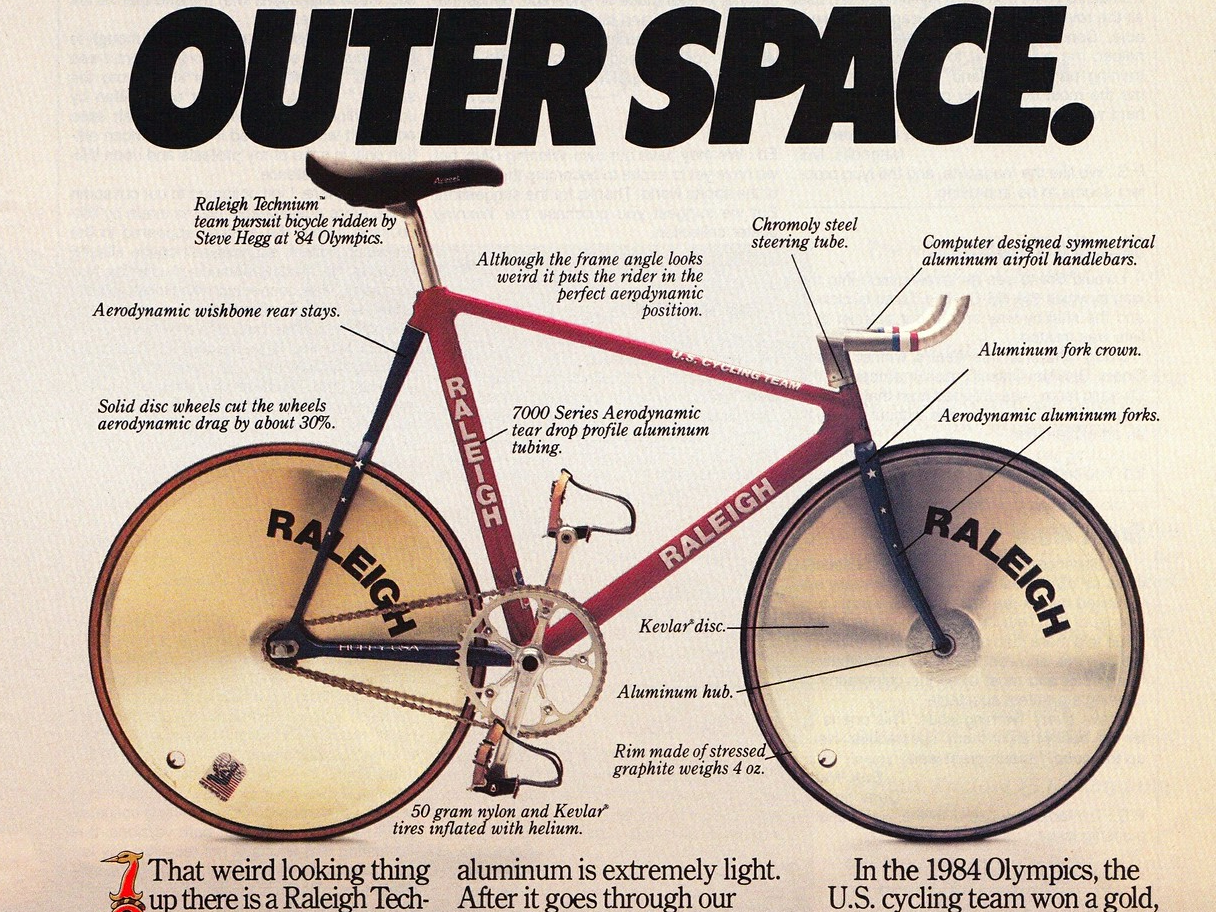 OUTER SPACE.
Raleigh Technium™
team pursuit bicycle ridden by
Steve Hegg at '84 Olympics.
Although the frame angle looks
weird it puts the rider in the
perfect aerodynamic
position.
Chromoly steel
steering tube.
Computer designed symmetrical
aluminum airfoil handlebars.
Aerodynamic wishbone rear stays.
Aluminum fork crown.
U.S. CYCLING TEAM
Solid disc wheels cut the wheels
aerodynamic drag by about 30%.
7000 Series Aerodynamic
tear drop profile aluminum
tubing.
Aerodynamic aluminum forks.
RALEIGH
RALEIGH
RALEIGH
RALEIGH
Kevlar® disc.
HUFFY USA
Aluminum hub.
Rim made of stressed
graphite weighs 4 oz.
50 gram nylon and Kevlar®
tires inflated with helium.
That weird looking thing
up there is a Raleigh Tech-
aluminum is extremely light.
After it goes through our
In the 1984 Olympics, the
U.S. cycling team won a gold,